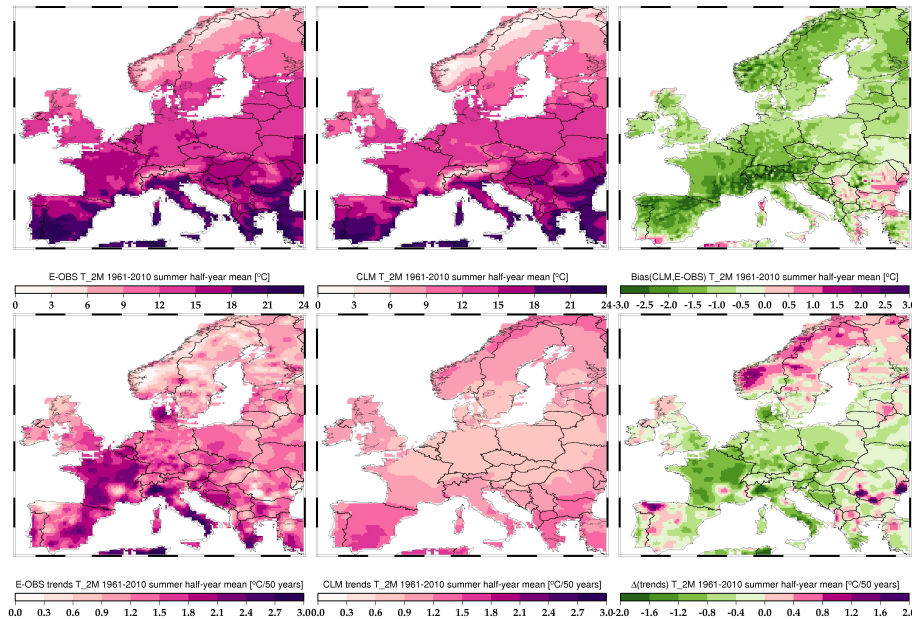 E-OBS T_2M 1961-2010 summer half-year mean [°C]
0 3 6 9 12 15 18 21 24
CLM T_2M 1961-2010 summer half-year mean [°C]
0 3 6 9 12 15 18 21 24
Bias(CLM,E-OBS) T_2M 1961-2010 summer half-year mean [°C]
-3.0 -2.5 -2.0 -1.5 -1.0 -0.5 0.0 0.5 1.0 1.5 2.0 2.5 3.0
E-OBS trends T_2M 1961-2010 summer half-year mean [°C/50 years]
0.0 0.3 0.6 0.9 1.2 1.5 1.8 2.1 2.4 2.7 3.0
CLM trends T_2M 1961-2010 summer half-year mean [°C/50 years]
0.0 0.3 0.6 0.9 1.2 1.5 1.8 2.1 2.4 2.7 3.0
Δ(trends) T_2M 1961-2010 summer half-year mean [°C/50 years]
-2.0 -1.6 -1.2 -0.8 -0.4 0.0 0.4 0.8 1.2 1.6 2.0